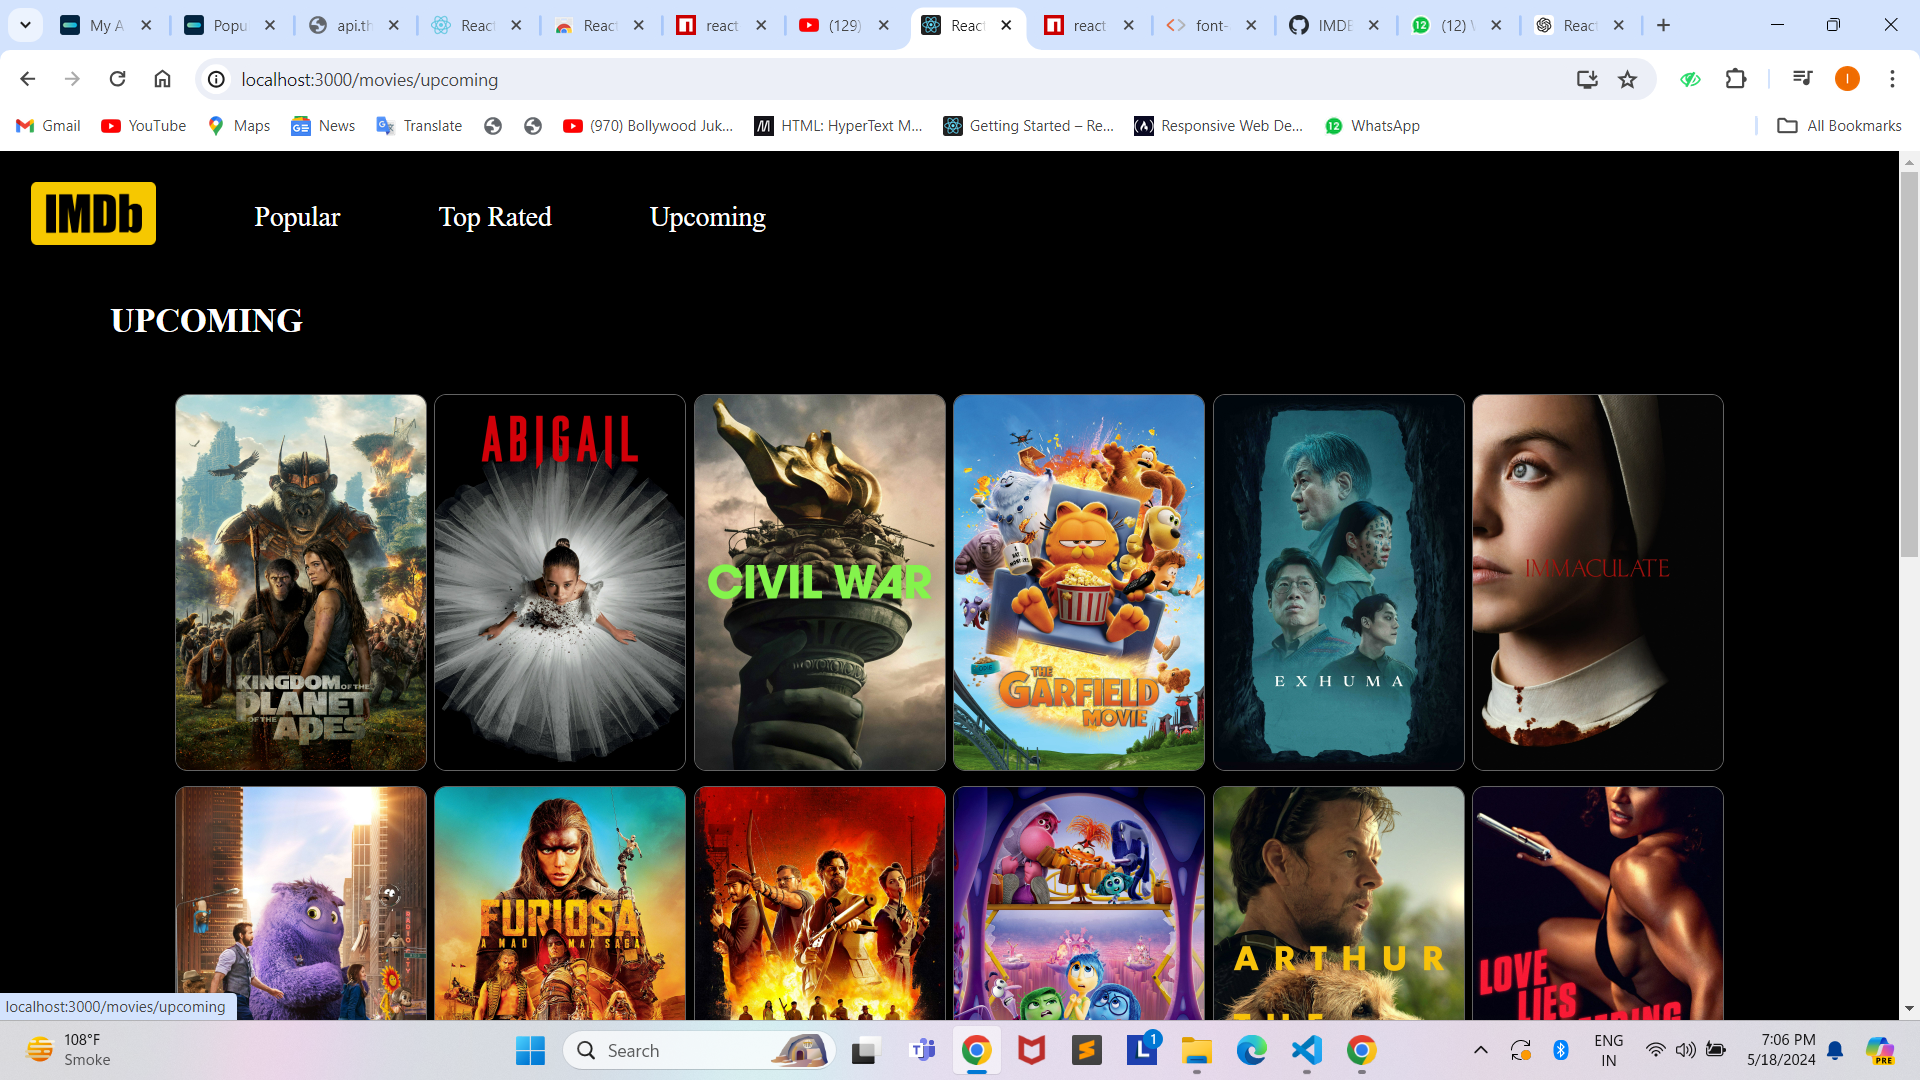 My A
Popu
api.th
React
React
react
(129)
React
react
font-
IMDB
(12) W
React
localhost:3000/movies/upcoming
I
Gmail
YouTube
Maps
News
Translate
(970) Bollywood Juk...
HTML: HyperText M...
Getting Started – Re...
Responsive Web De...
WhatsApp
All Bookmarks
IMDb
Popular
Top Rated
Upcoming
UPCOMING
KINGDOM OF THE
PLANET
OF THE APES
ABIGAIL
CIVIL WAR
THE
GARFIELD
MOVIE
EXHUMA
IMMACULATE
FURIOSA
A MAD MAX SAGA
ARTHUR
THE
LOVE
LIES
localhost:3000/movies/upcoming
108°F
Smoke
Search
1
ENG
IN
7:06 PM
5/18/2024
PRE